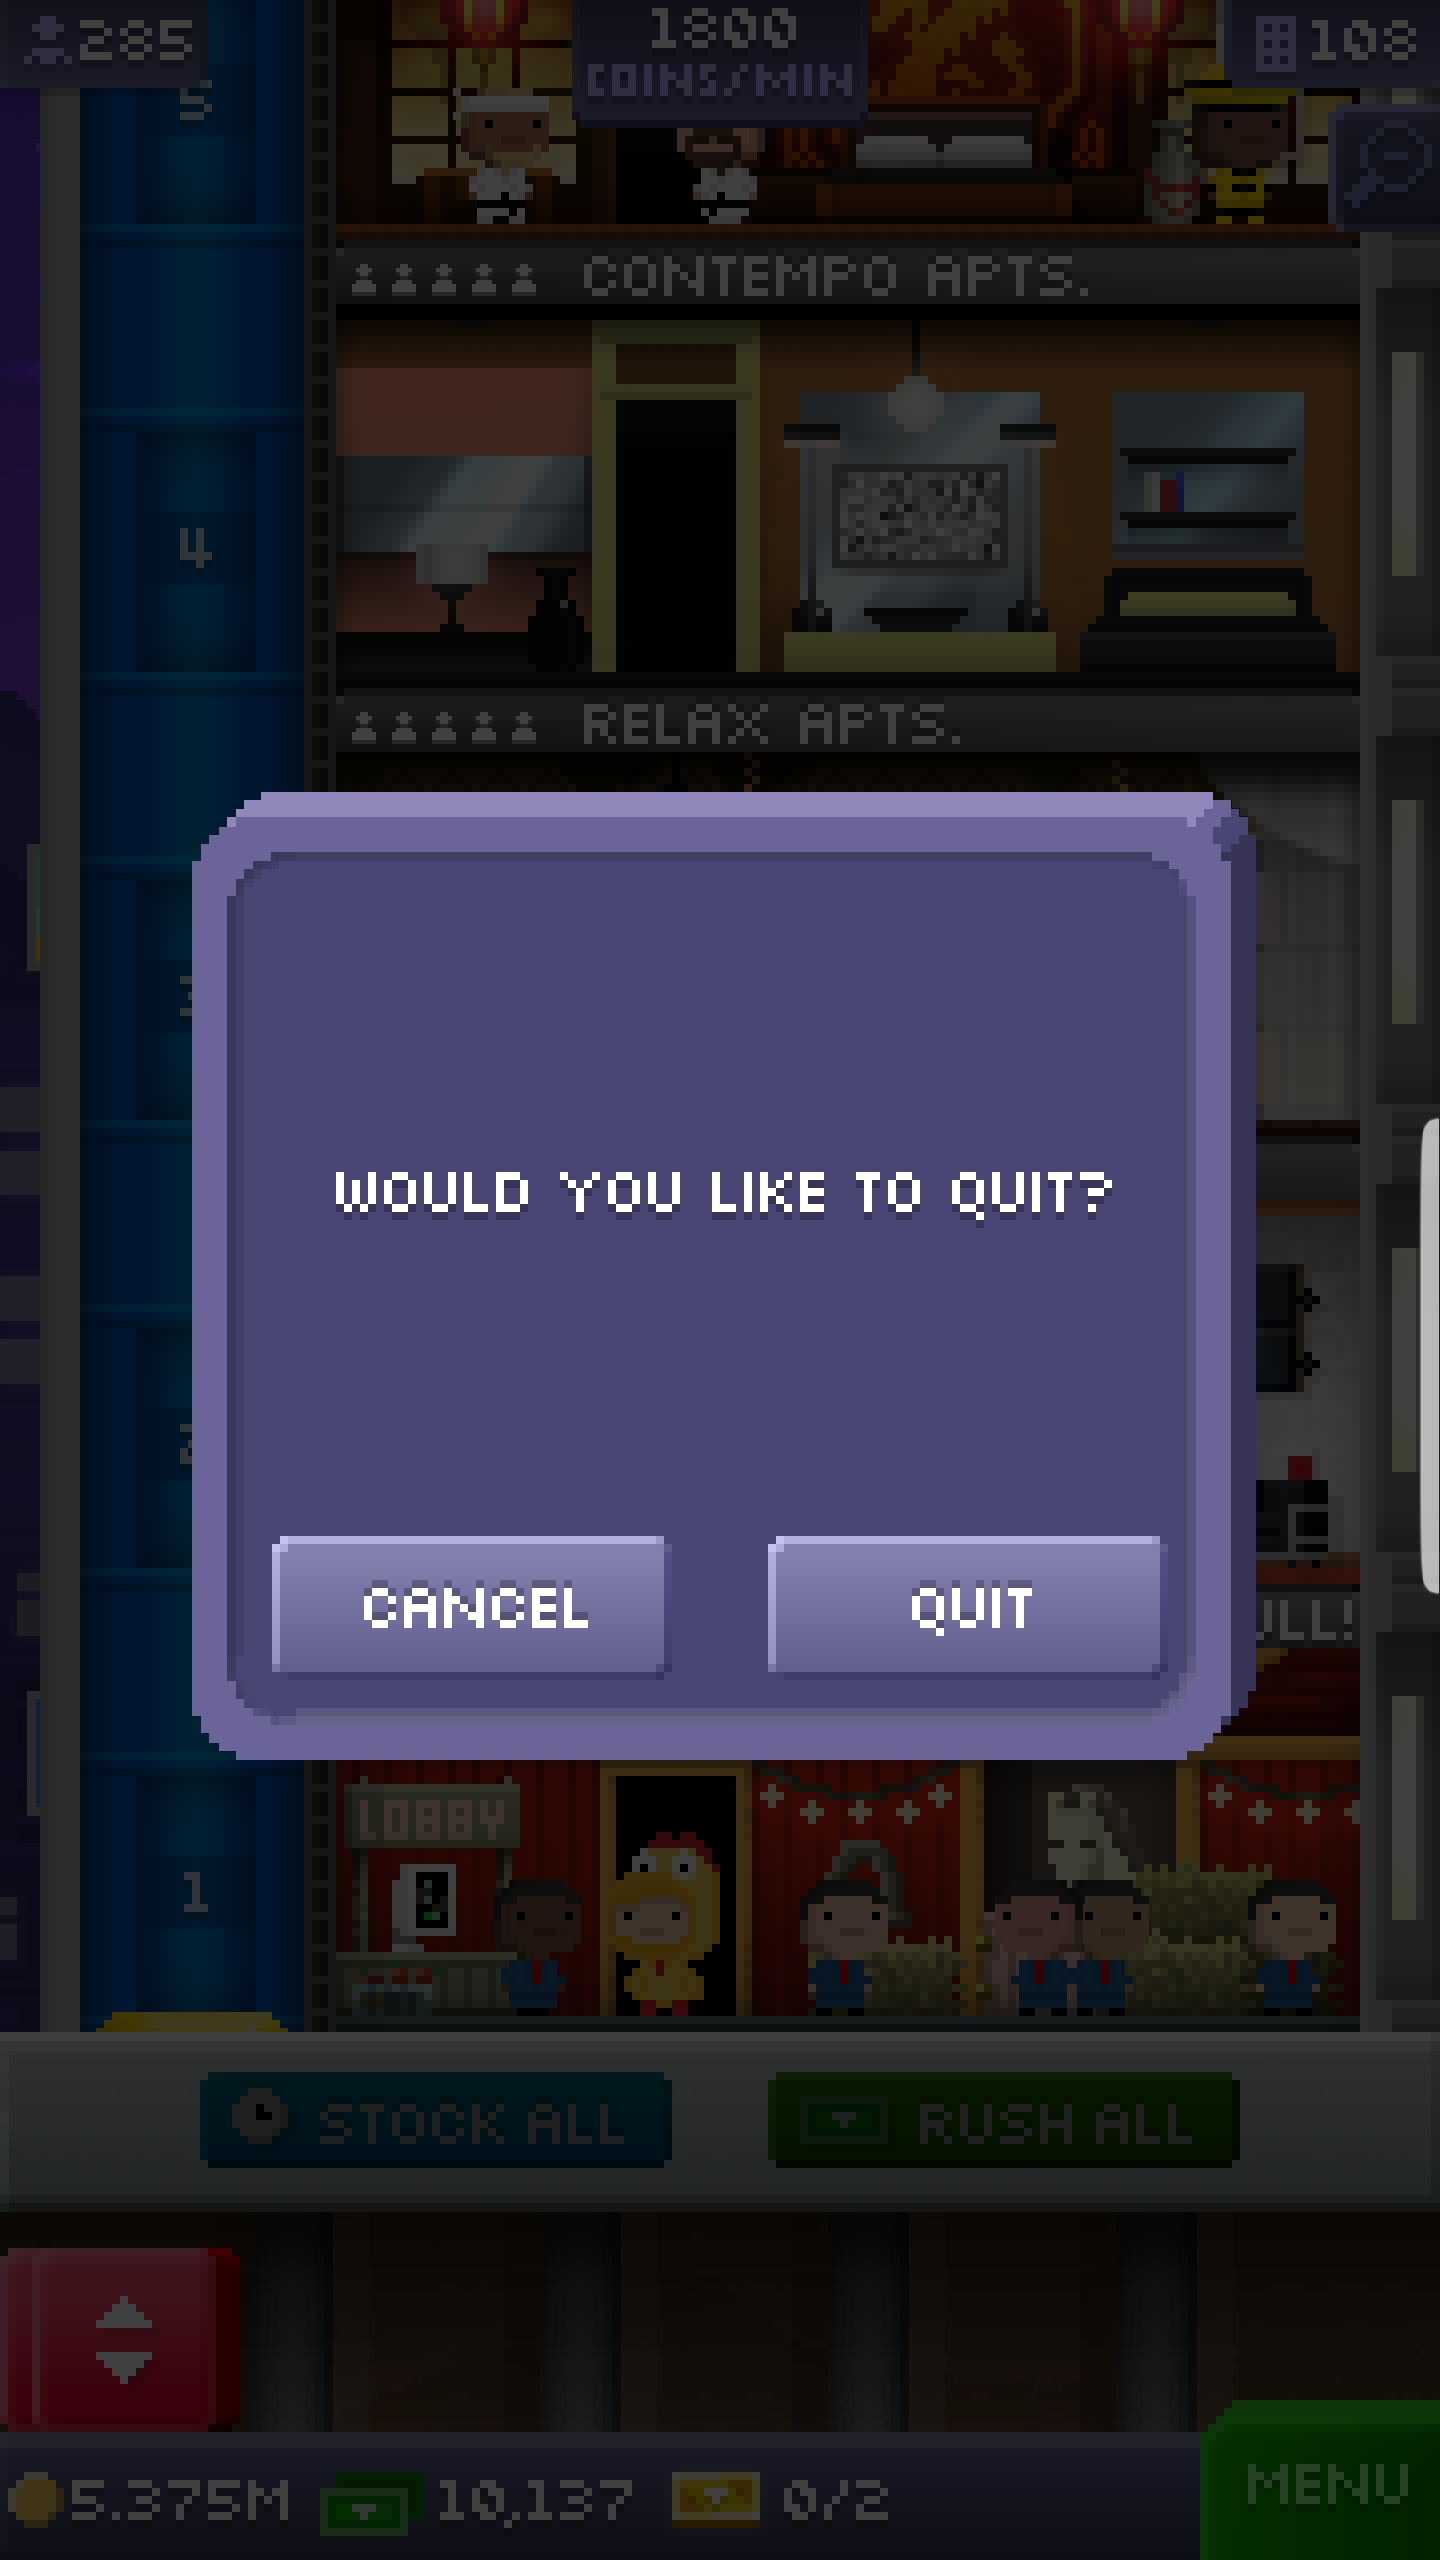 285
1800
COINS/MIN
108
5
CONTEMPO APTS.
4
RELAX APTS.
WOULD YOU LIKE TO QUIT?
CANCEL
QUIT
LOBBY
1
STOCK ALL
RUSH ALL
5.375M
10,137
0/2
MENU